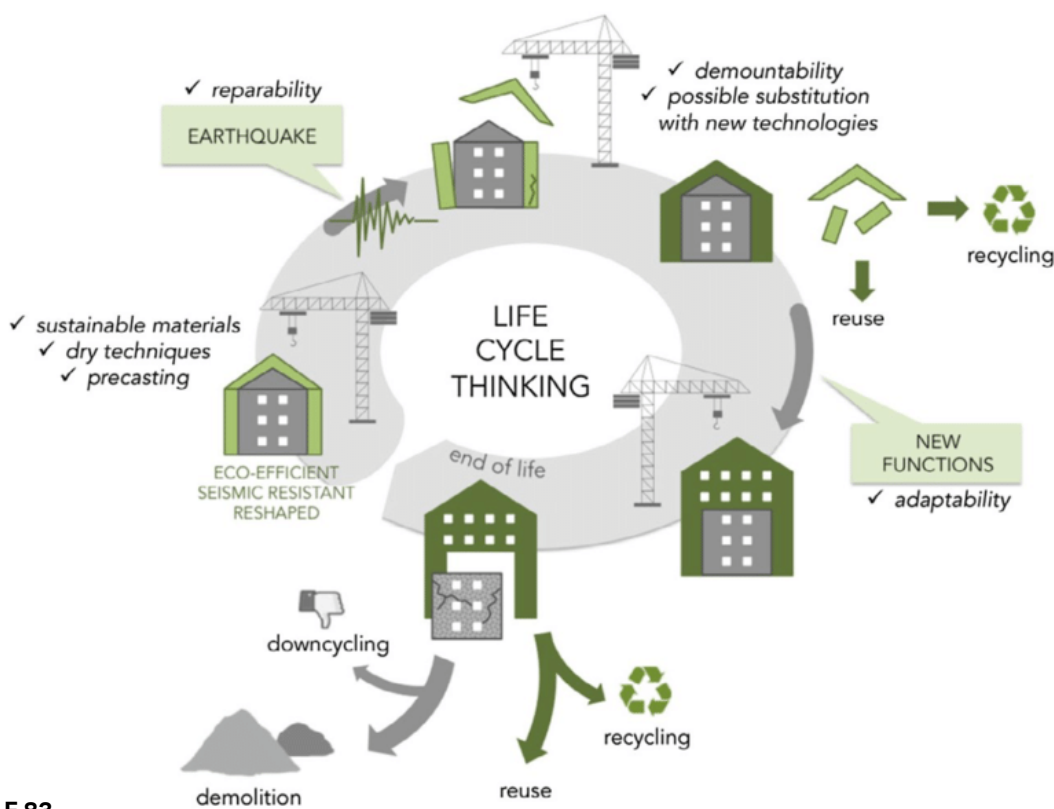 ✓ reparability
EARTHQUAKE
✓ demountability
✓ possible substitution
with new technologies
recycling
reuse
✓ sustainable materials
✓ dry techniques
✓ precasting
LIFE
CYCLE
THINKING
NEW
FUNCTIONS
✓ adaptability
ECO-EFFICIENT
SEISMIC RESISTANT
RESHAPED
end of life
downcycling
recycling
reuse
demolition